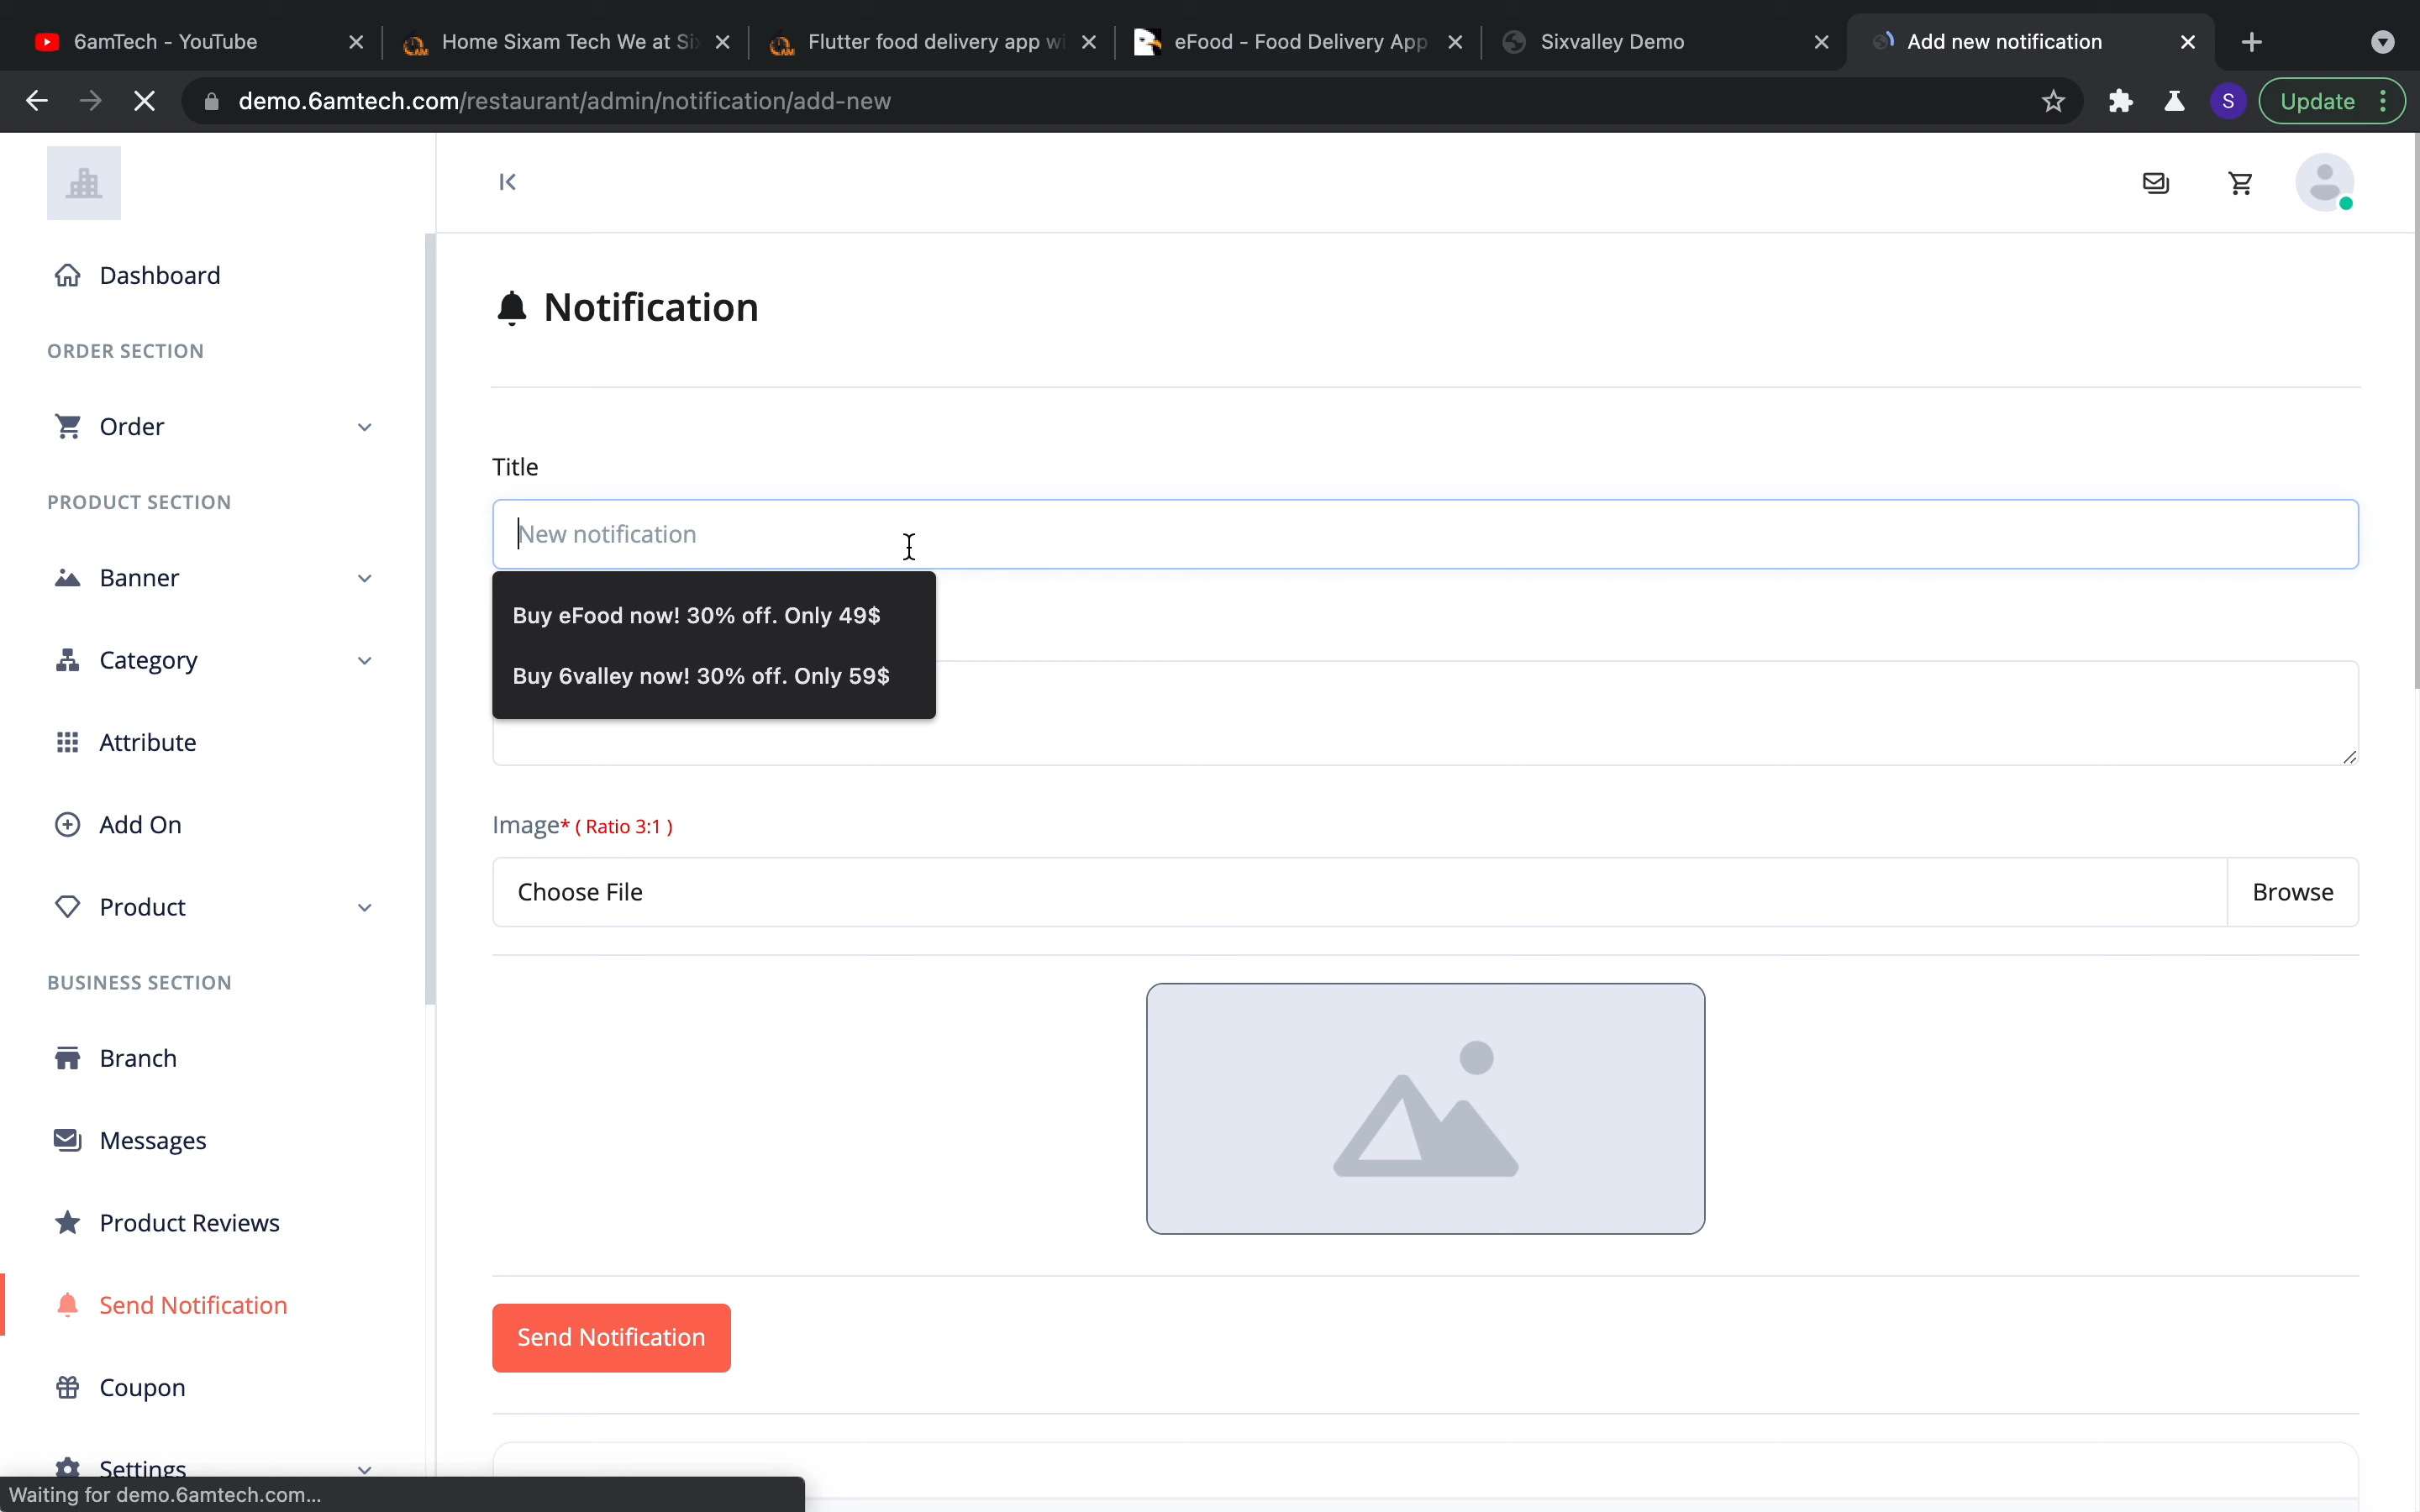 6amTech - YouTube
Home Sixam Tech We at Si
Flutter food delivery app wi
eFood - Food Delivery App
Sixvalley Demo
Add new notification
demo.6amtech.com/restaurant/admin/notification/add-new
S
Update
Dashboard
ORDER SECTION
Order
PRODUCT SECTION
Banner
Category
Attribute
Add On
Product
BUSINESS SECTION
Branch
Messages
Product Reviews
Send Notification
Coupon
Settings
Waiting for demo.6amtech.com...
Notification
Title
New notification
Buy eFood now! 30% off. Only 49$
Buy 6valley now! 30% off. Only 59$
Image* ( Ratio 3:1 )
Choose File
Browse
Send Notification